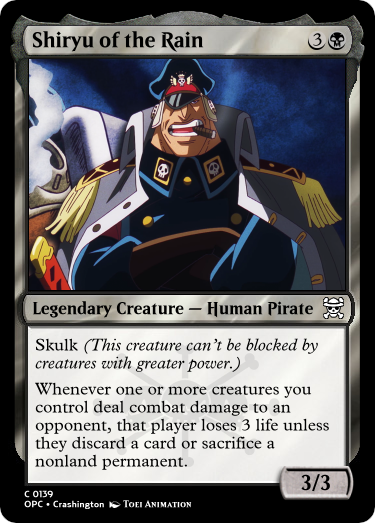 Shiryu of the Rain 3
Legendary Creature — Human Pirate
Skulk (This creature can't be blocked by
creatures with greater power.)
Whenever one or more creatures you
control deal combat damage to an
opponent, that player loses 3 life unless
they discard a card or sacrifice a
nonland permanent.
3/3
C 0139
OPC • Crashington TOEI ANIMATION